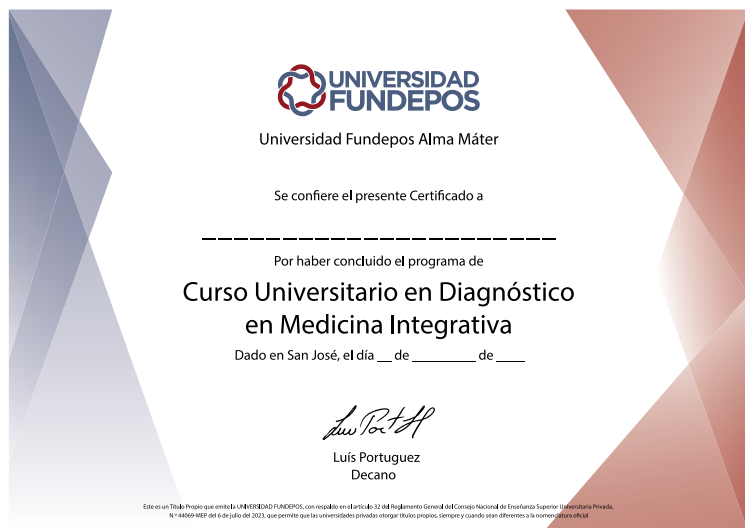 UNIVERSIDAD
FUNDEPOS
Universidad Fundepos Alma Máter
Se confiere el presente Certificado a
_______________________
Por haber concluido el programa de
Curso Universitario en Diagnóstico
en Medicina Integrativa
Dado en San José, el día __ de ________ de ____
Luís Portuguez
Decano
Este es un Título Propio que emite la UNIVERSIDAD FUNDEPOS, con respaldo en el artículo 32 del Reglamento General del Consejo Nacional de Enseñanza Superior Universitaria Privada,
N.º 44069-MEP del 6 de julio del 2023, que permite que las universidades privadas otorgar títulos propios, siempre y cuando sean diferentes a la nomenclatura oficial